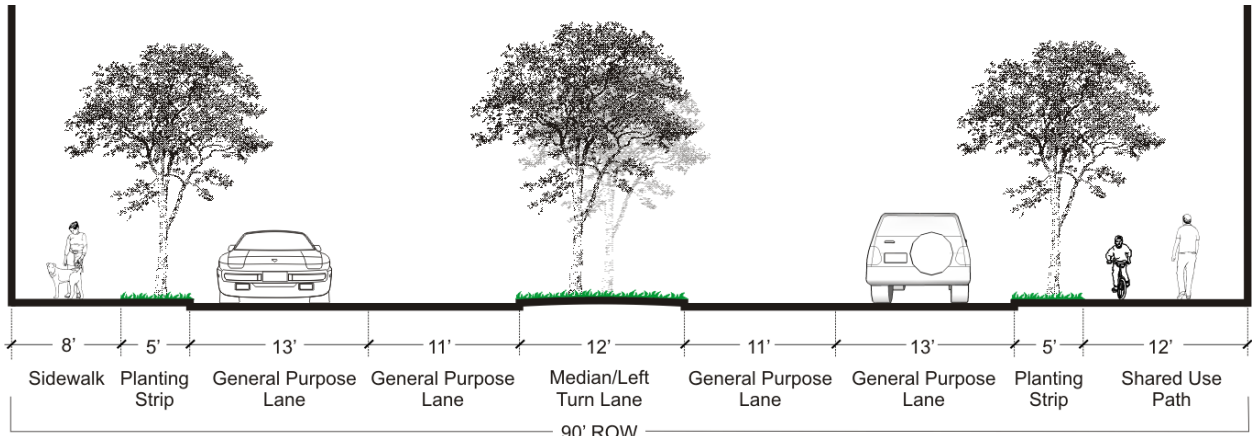 8’ 5’ 13’ 11’ 12’ 11’ 13’ 5’ 12’
Sidewalk Planting General Purpose General Purpose Median/Left General Purpose General Purpose Planting Shared Use
Strip Lane Lane Turn Lane Lane Lane Strip Path
90’ ROW